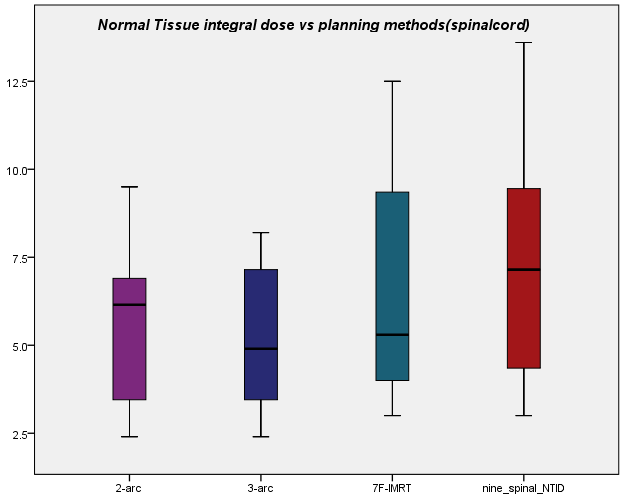 Normal Tissue integral dose vs planning methods(spinalcord)
12.5
10.0
7.5
5.0
2.5
2-arc 3-arc 7F-IMRT nine_spinal_NTID